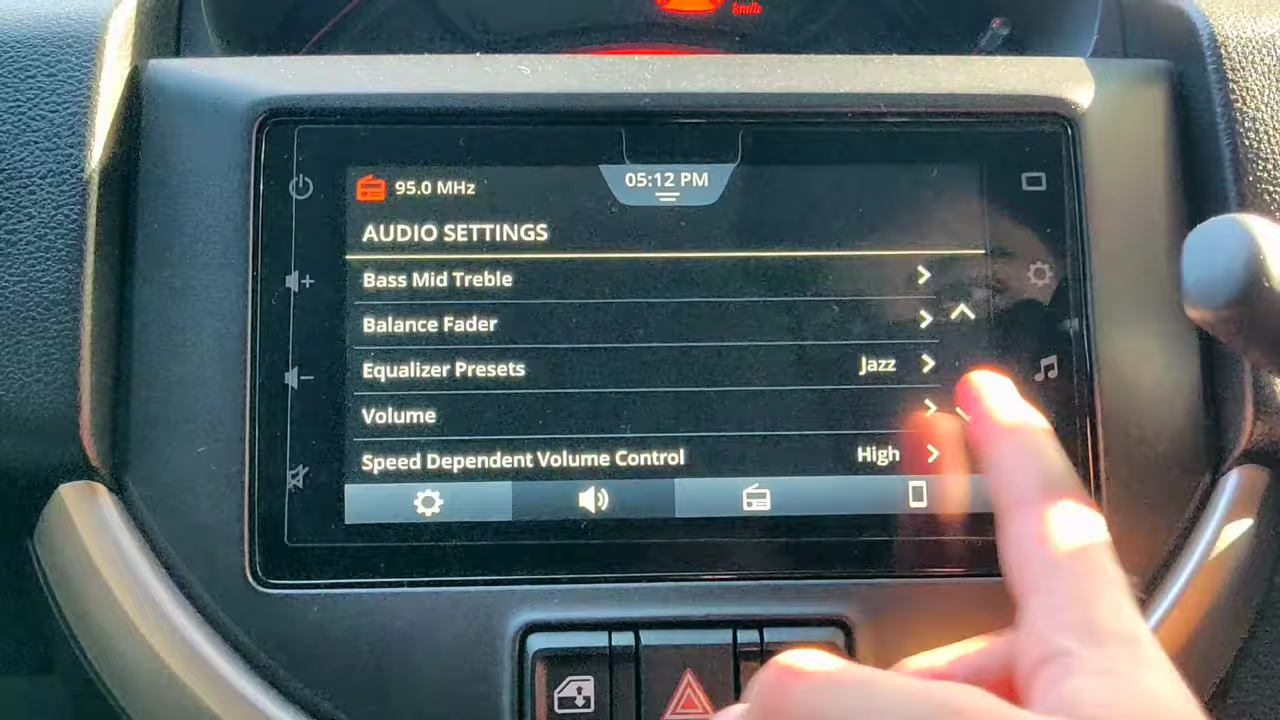 km/h
95.0 MHz
05:12 PM
AUDIO SETTINGS
Bass Mid Treble
Balance Fader
Equalizer Presets Jazz
Volume
Speed Dependent Volume Control High